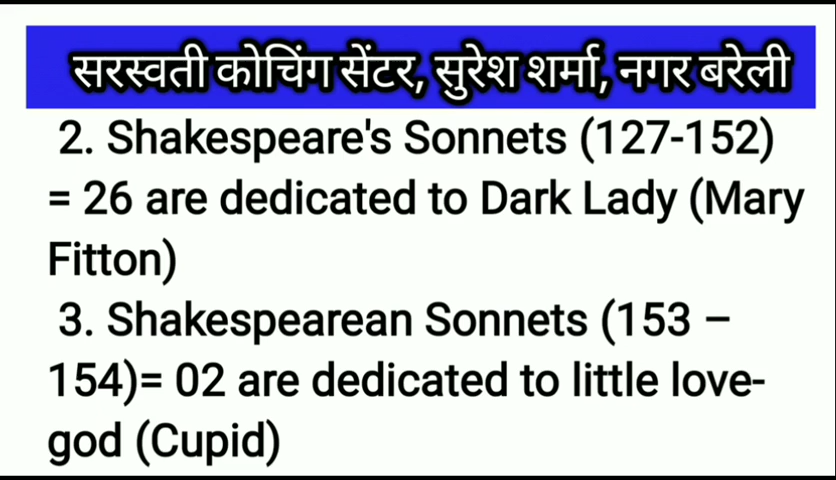 सरस्वती कोचिंग सेंटर, सुरेश शर्मा, नगर बरेली
2. Shakespeare's Sonnets (127-152)
= 26 are dedicated to Dark Lady (Mary
Fitton)
3. Shakespearean Sonnets (153 –
154)= 02 are dedicated to little love-
god (Cupid)